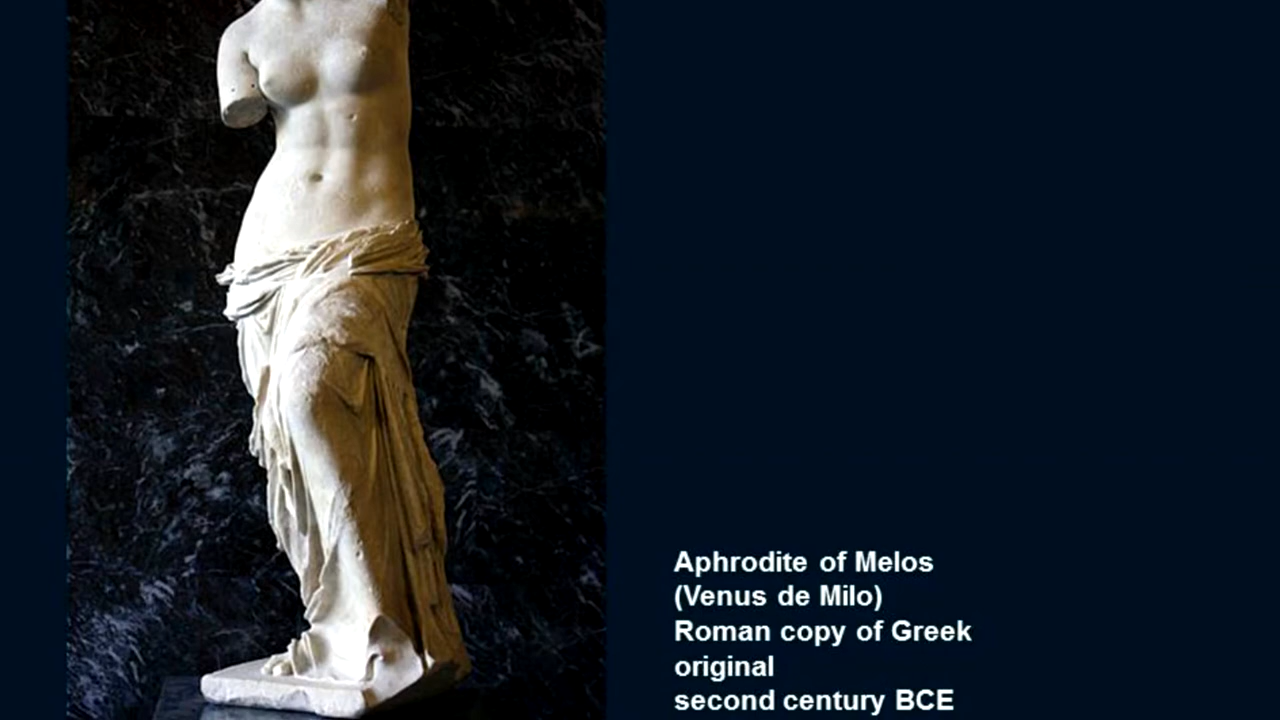 Aphrodite of Melos
(Venus de Milo)
Roman copy of Greek
original
second century BCE